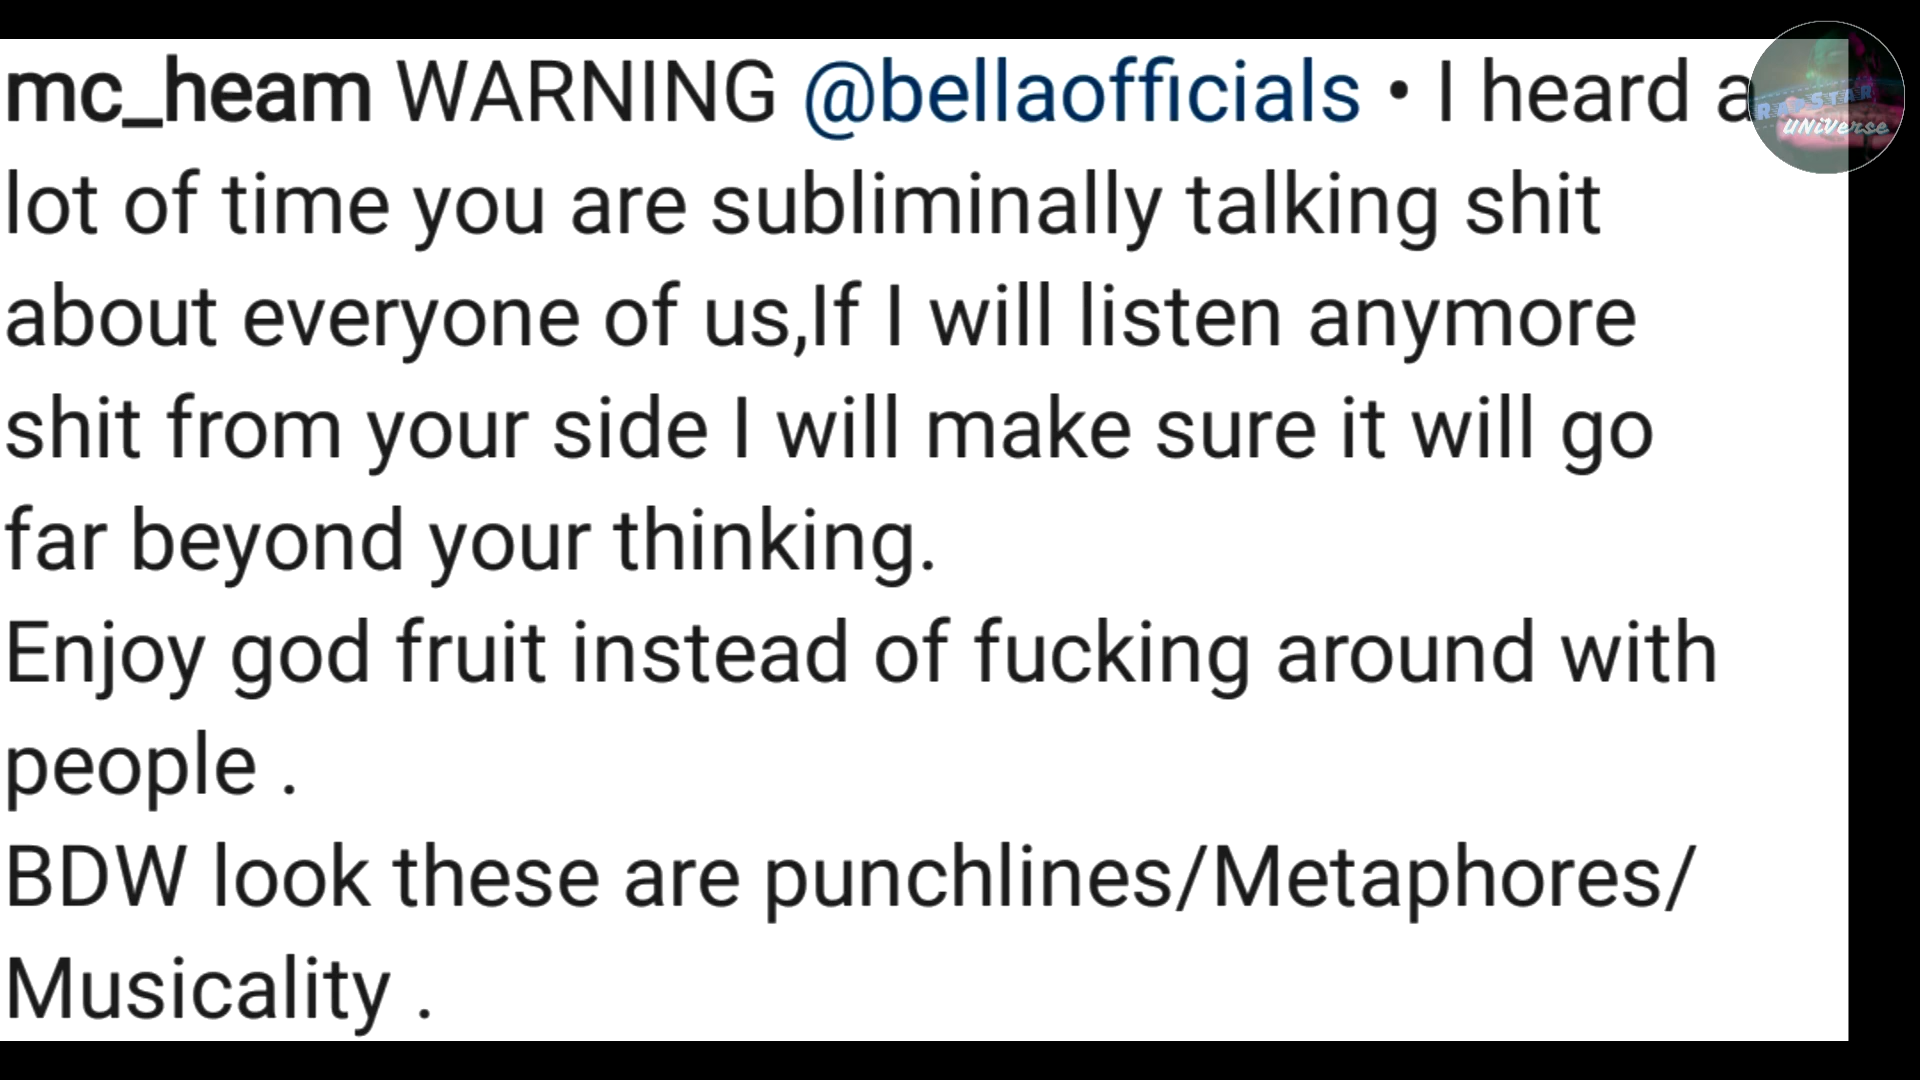 mc_heam WARNING @bellaofficials • I heard a
lot of time you are subliminally talking shit
about everyone of us,If I will listen anymore
shit from your side I will make sure it will go
far beyond your thinking.
Enjoy god fruit instead of fucking around with
people .
BDW look these are punchlines/Metaphores/
Musicality .
RAPSTAR
UNiVerse